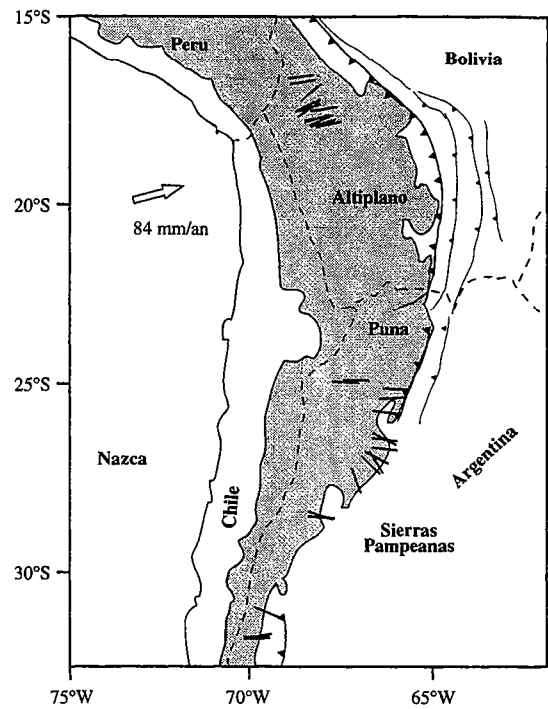 15°S
Peru
Bolivia
Altiplano
20°S
84 mm/an
Puna
25°S
Nazca
Argentina
Chile
Sierras
Pampeanas
30°S
75°W
70°W
65°W